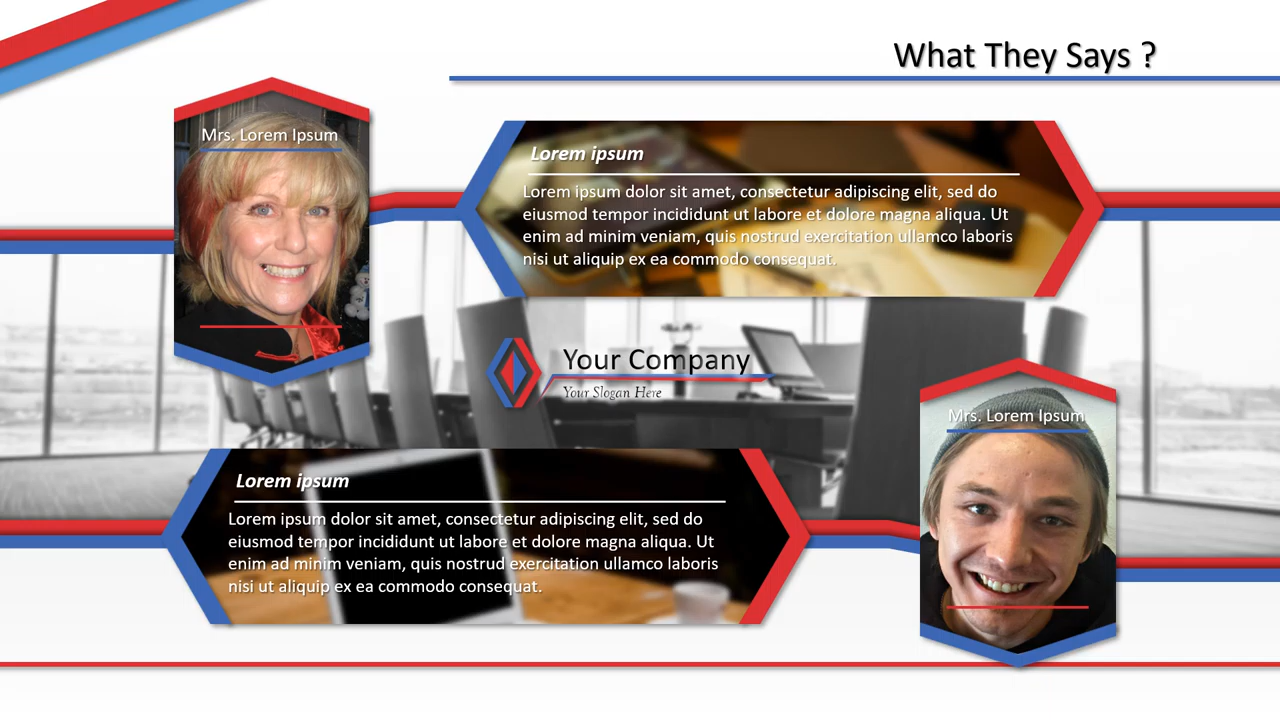 What They Says ?
Mrs. Lorem Ipsum
Lorem ipsum
Lorem ipsum dolor sit amet, consectetur adipiscing elit, sed do
eiusmod tempor incididunt ut labore et dolore magna aliqua. Ut
enim ad minim veniam, quis nostrud exercitation ullamco laboris
nisi ut aliquip ex ea commodo consequat.
Your Company
Your Slogan Here
Mrs. Lorem Ipsum
Lorem ipsum
Lorem ipsum dolor sit amet, consectetur adipiscing elit, sed do
eiusmod tempor incididunt ut labore et dolore magna aliqua. Ut
enim ad minim veniam, quis nostrud exercitation ullamco laboris
nisi ut aliquip ex ea commodo consequat.